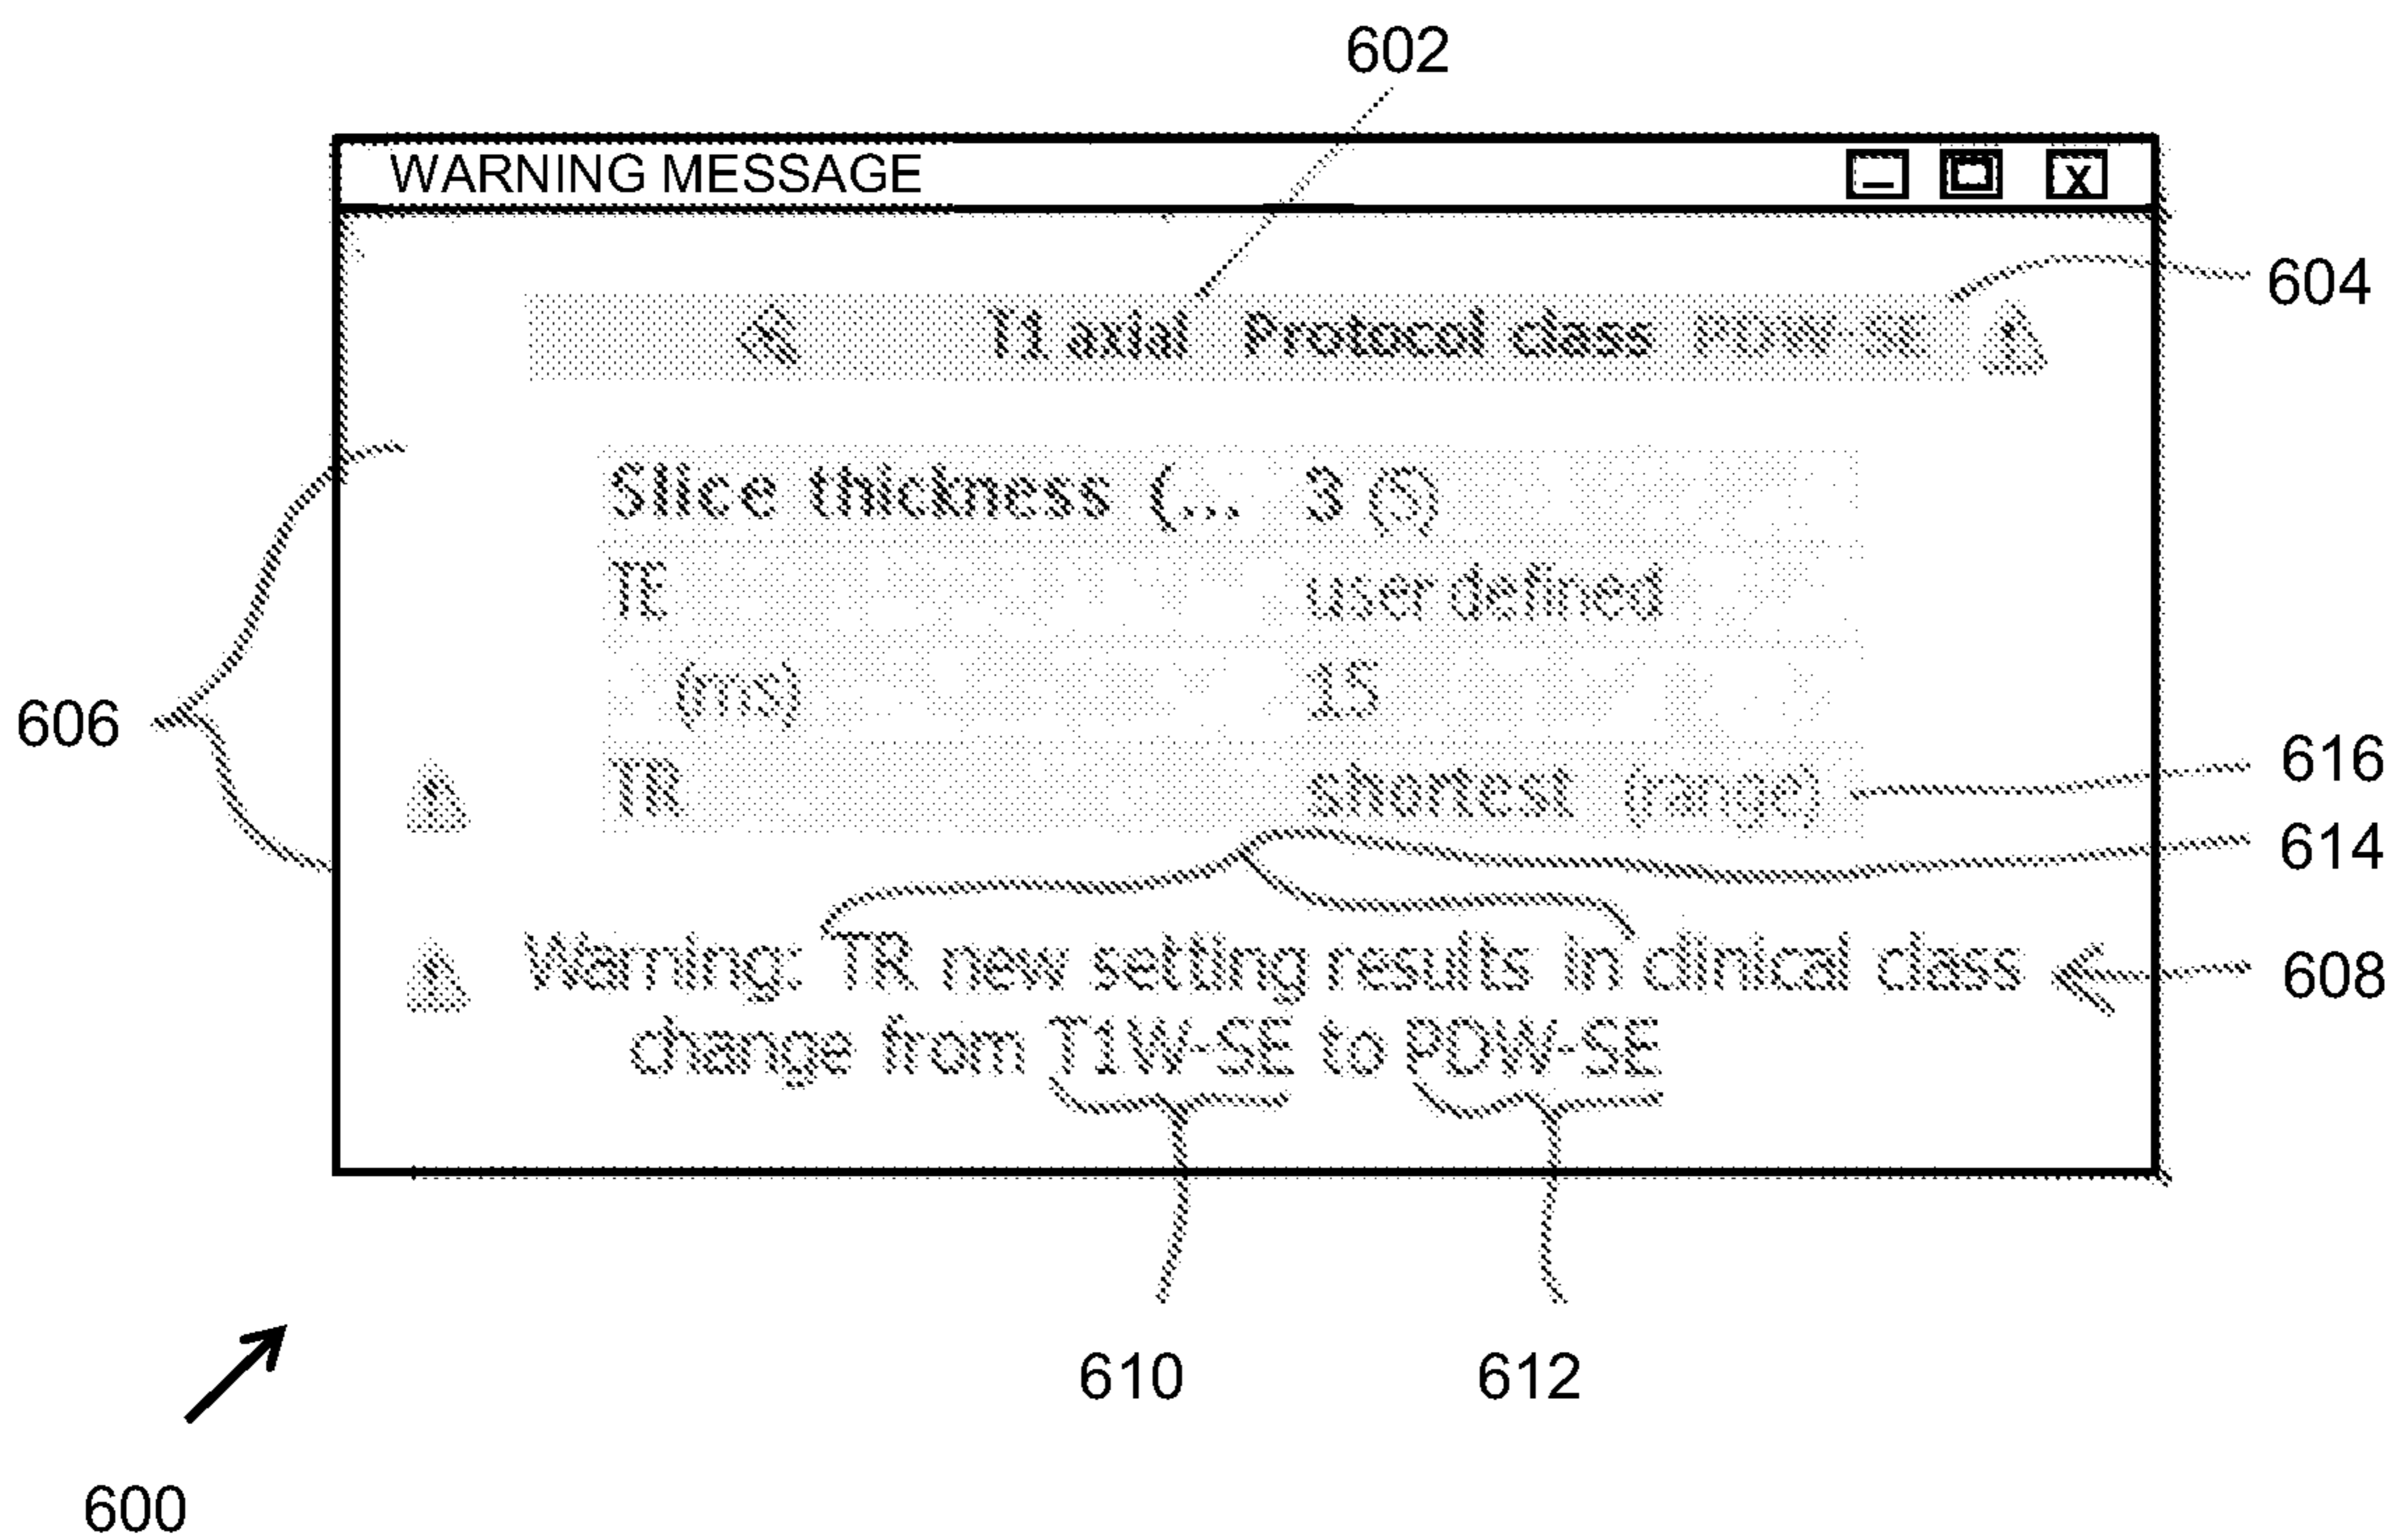 602
WARNING MESSAGE
X
604
T1 axial Protocol class PDW-SE
Slice thickness (... 3
TE user defined
606
(ms) 15
616
TR shortest (range)
614
Warning: TR new setting results in clinical class
608
change from T1W-SE to PDW-SE
610 612
600